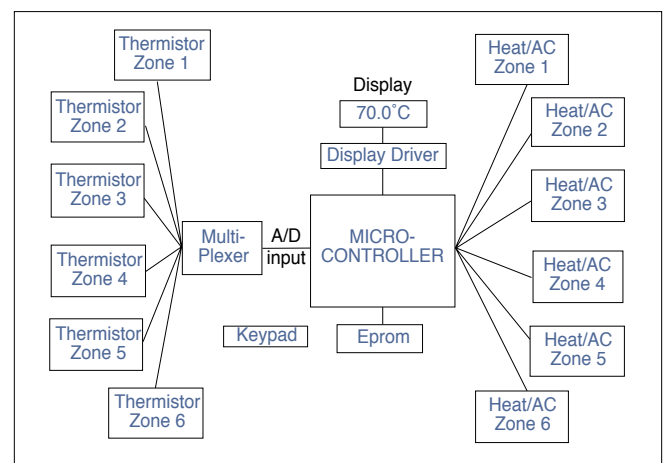 Thermistor
Zone 1
Thermistor
Zone 2
Thermistor
Zone 3
Thermistor
Zone 4
Thermistor
Zone 5
Thermistor
Zone 6
Multi-
Plexer
A/D
input
Display
70.0˚C
Display Driver
MICRO-
CONTROLLER
Keypad
Eprom
Heat/AC
Zone 1
Heat/AC
Zone 2
Heat/AC
Zone 3
Heat/AC
Zone 4
Heat/AC
Zone 5
Heat/AC
Zone 6